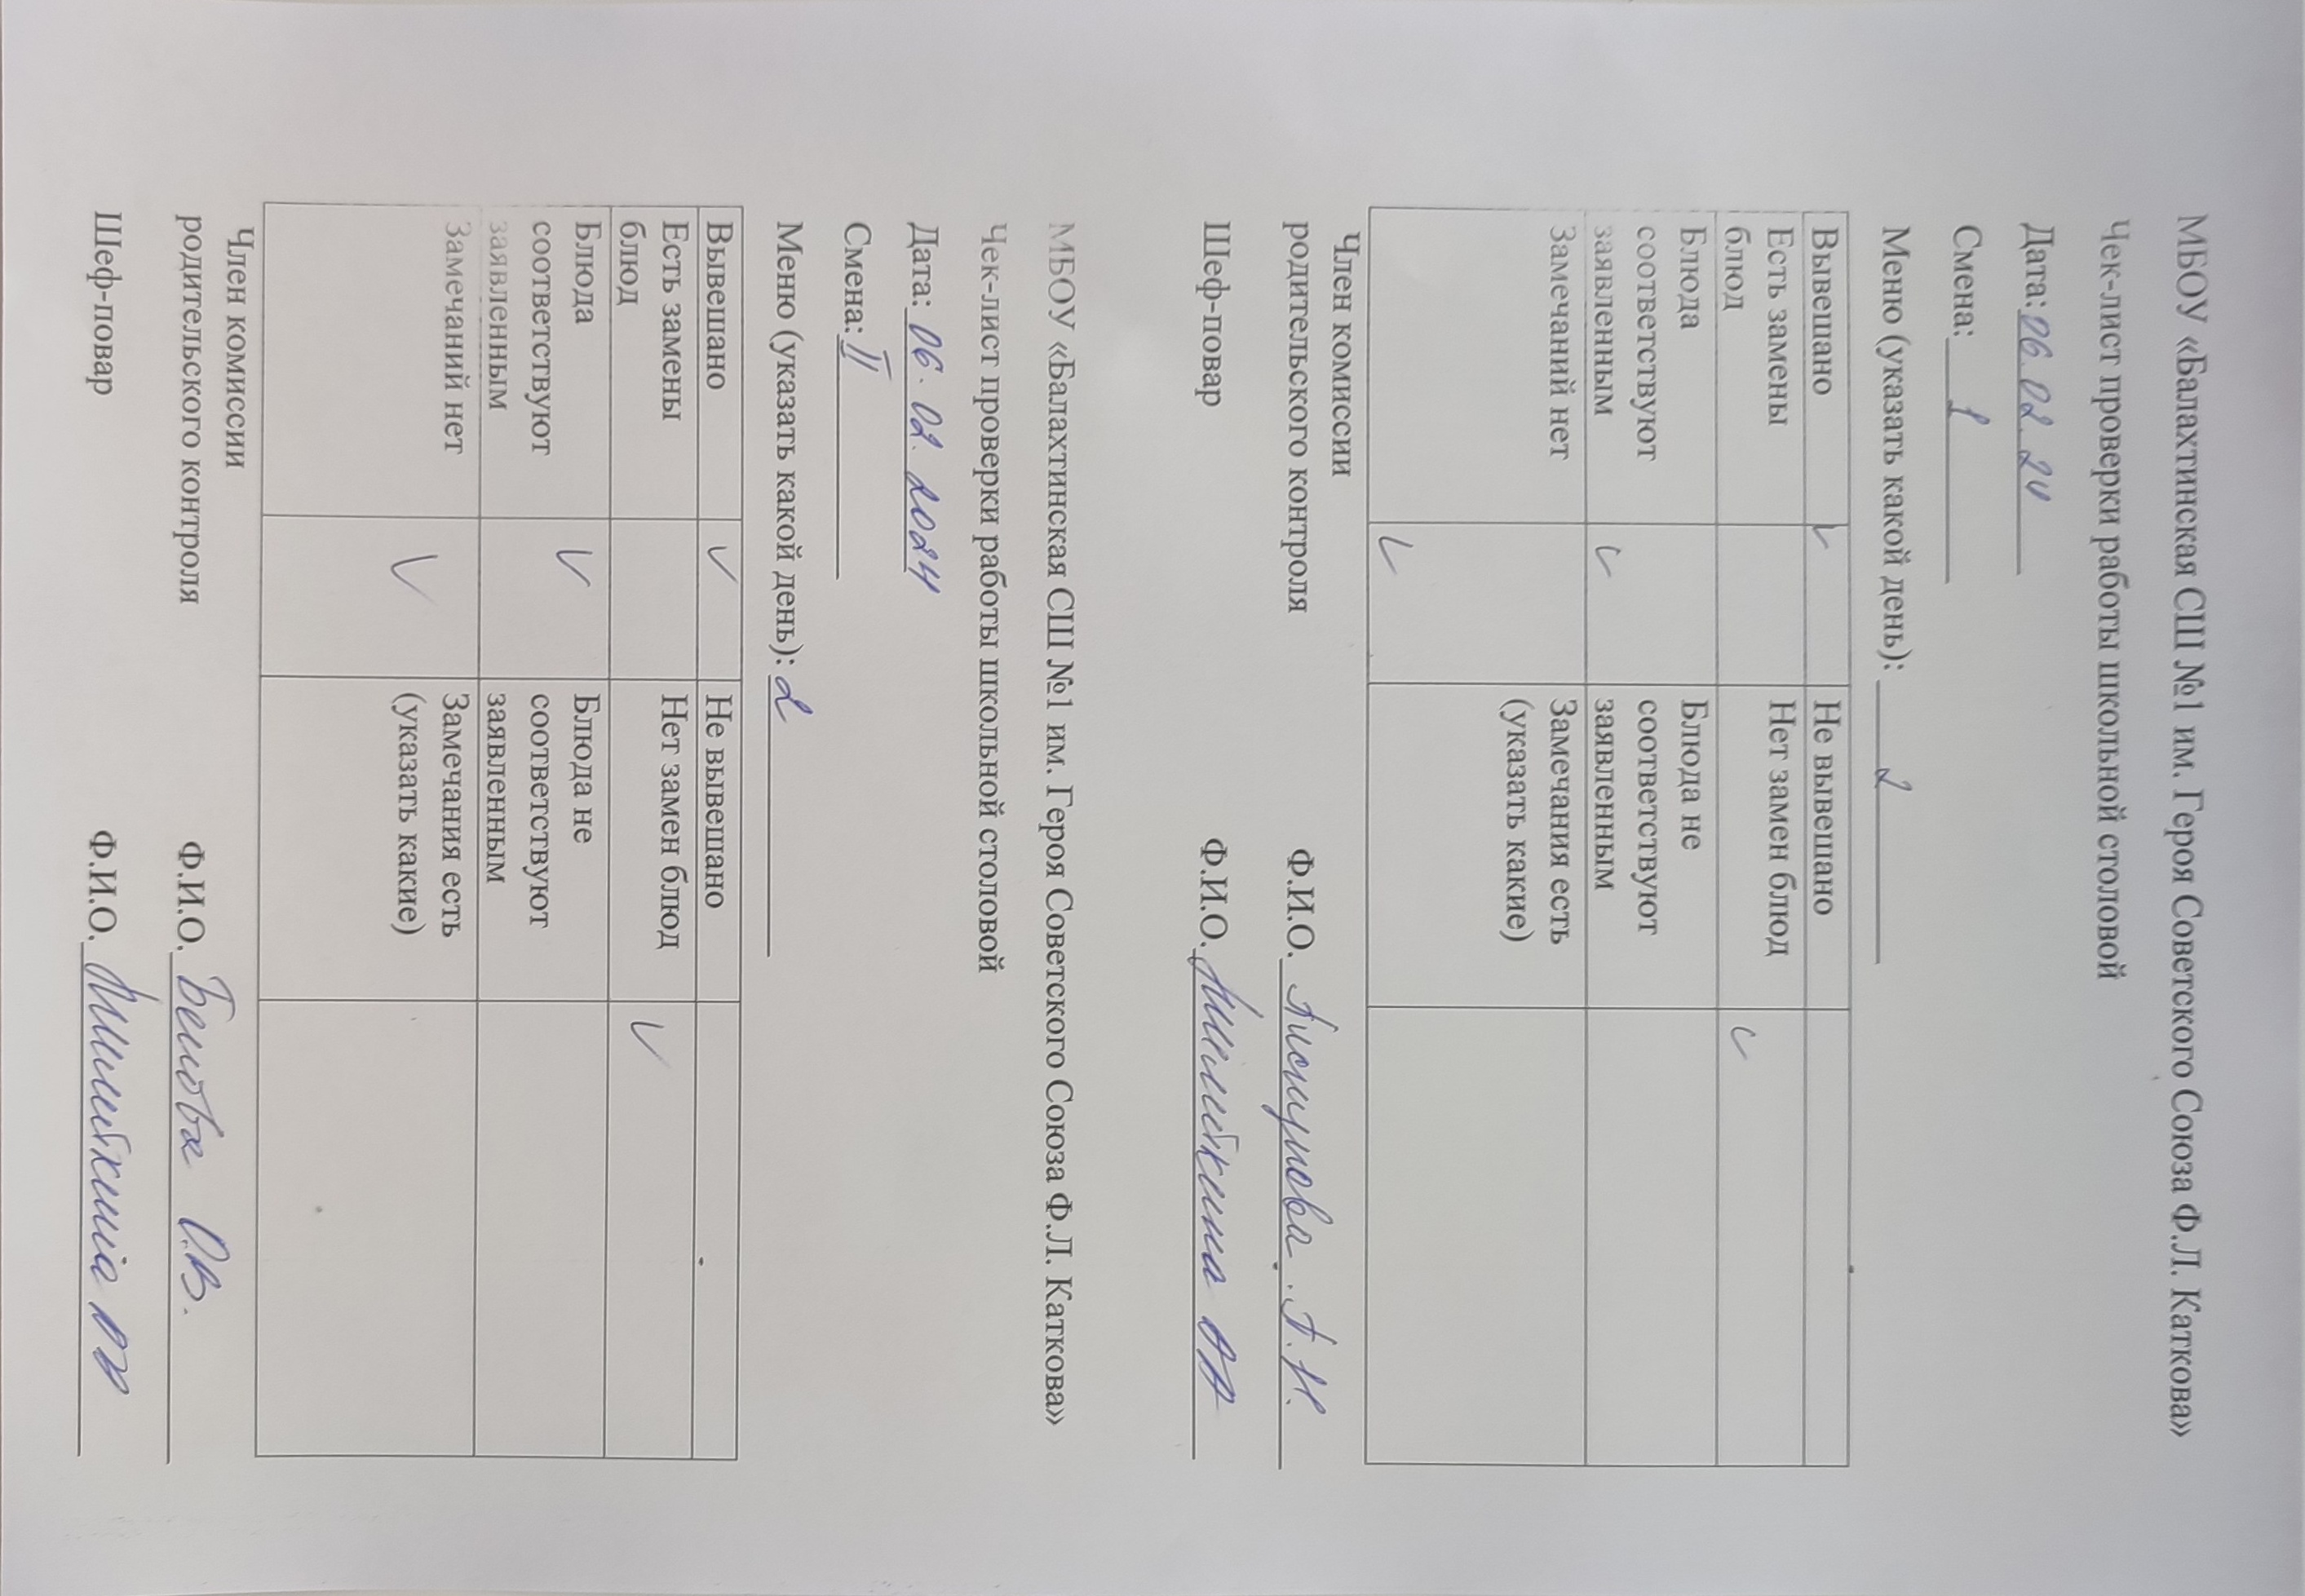 МБОУ «Балахтинская СШ №1 им. Героя Советского Союза Ф.Л. Каткова»
Чек-лист проверки работы школьной столовой
Дата: 06.02.24
Смена: 1
Меню (указать какой день): 2
Вывешано ✓ Не вывешано
Есть замены Нет замен блюд ✓
блюд
Блюда Блюда не
соответствуют соответствуют
заявленным ✓ заявленным
Замечаний нет ✓ Замечания есть
(указать какие)
Член комиссии
родительского контроля Ф.И.О. А.Н.
Шеф-повар Ф.И.О.
МБОУ «Балахтинская СШ №1 им. Героя Советского Союза Ф.Л. Каткова»
Чек-лист проверки работы школьной столовой
Дата: 06.02.2024
Смена: II
Меню (указать какой день): 2
Вывешано ✓ Не вывешано
Есть замены Нет замен блюд ✓
блюд
Блюда ✓ Блюда не
соответствуют соответствуют
заявленным заявленным
Замечаний нет ✓ Замечания есть
(указать какие)
Член комиссии
родительского контроля Ф.И.О. Белова О.В.
Шеф-повар Ф.И.О.